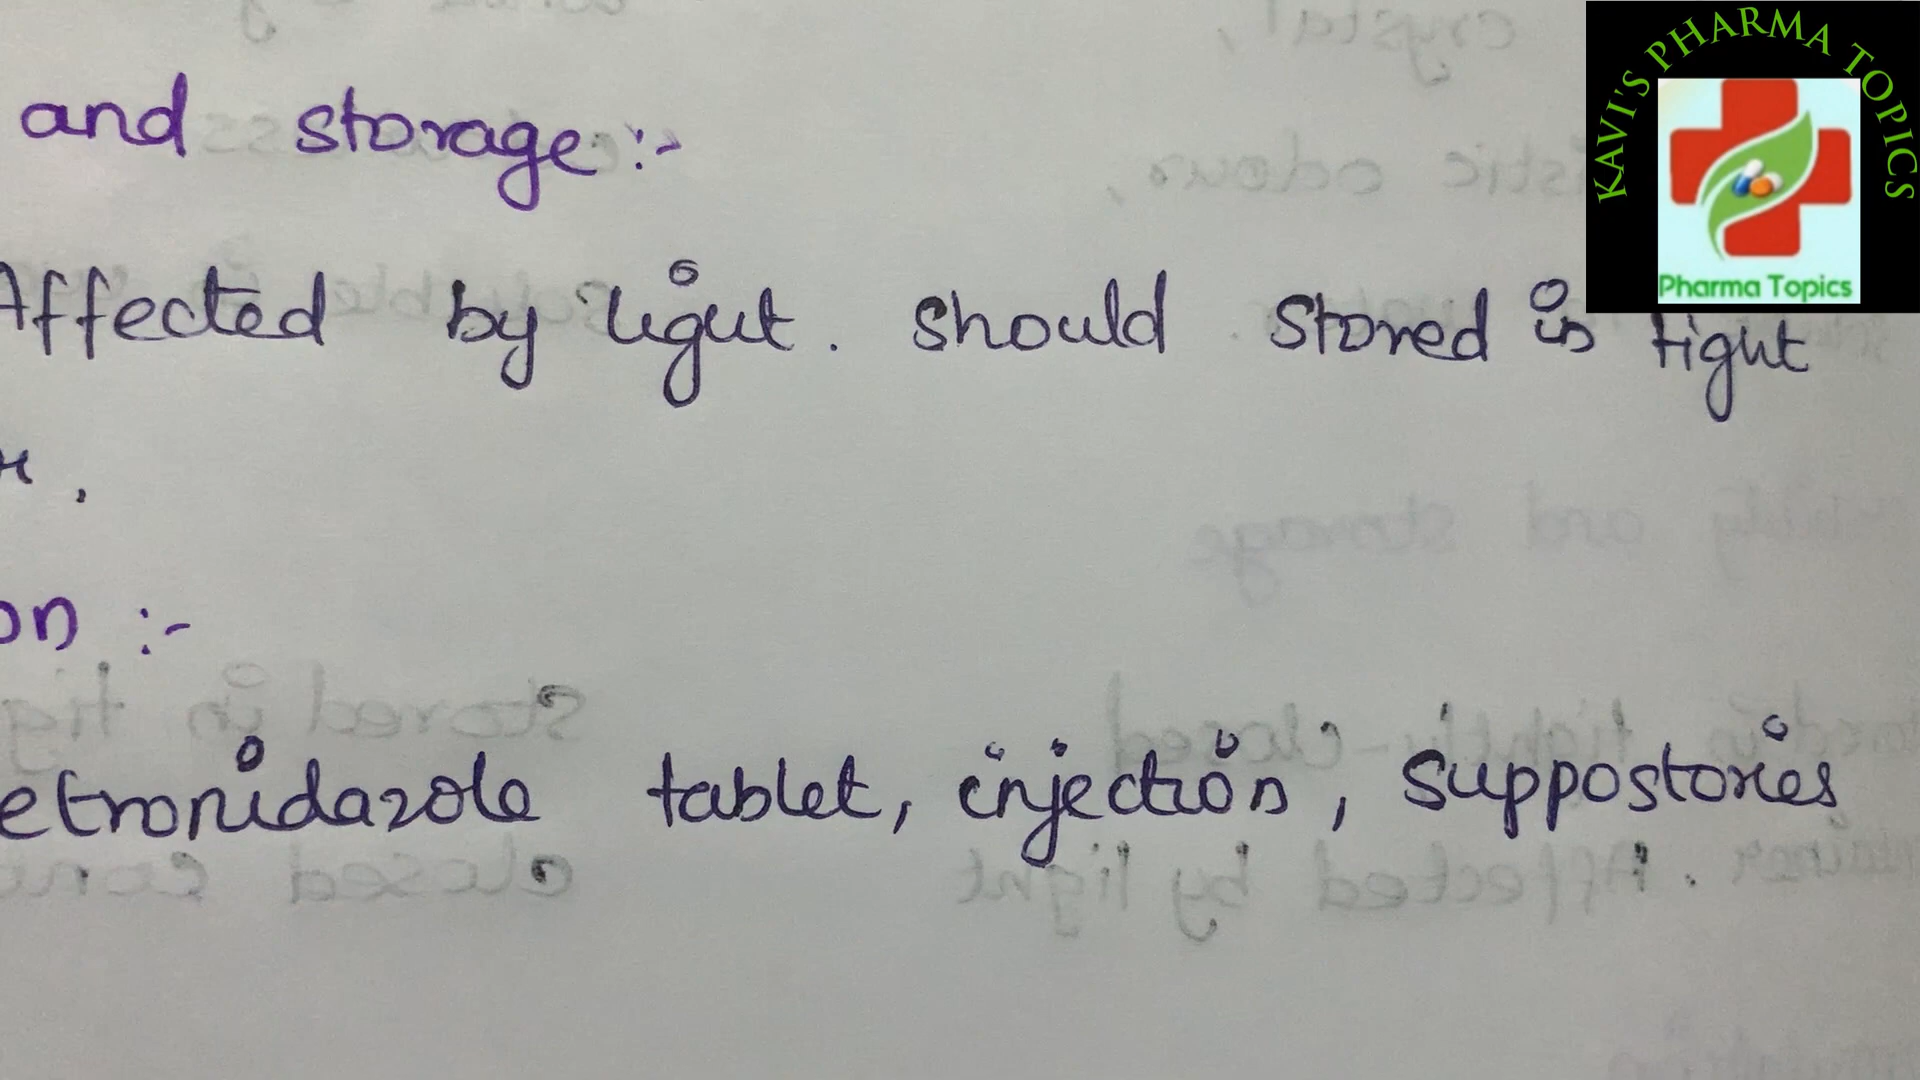 KAVI'S PHARMA TOPICS
Pharma Topics
and storage:-
Affected by light. should stored in tight
on :-
etronidazole tablet, injection, suppostories